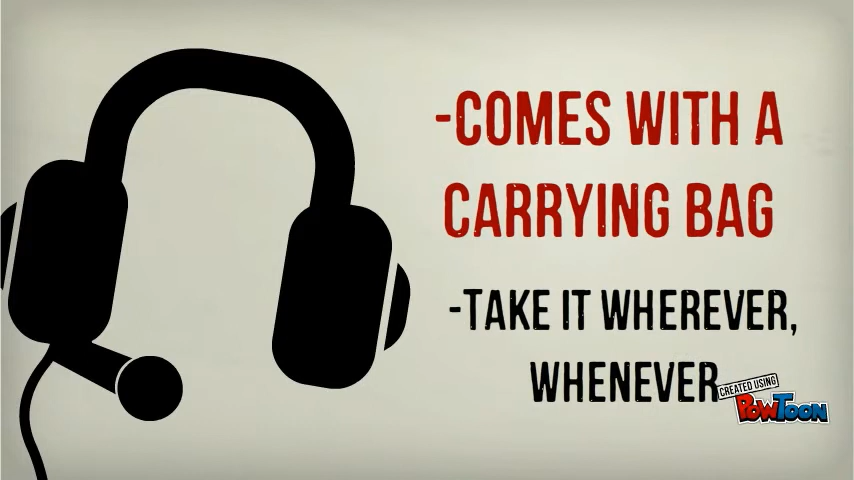 -COMES WITH A
CARRYING BAG
-TAKE IT WHEREVER,
WHENEVER
CREATED USING
POWTOON